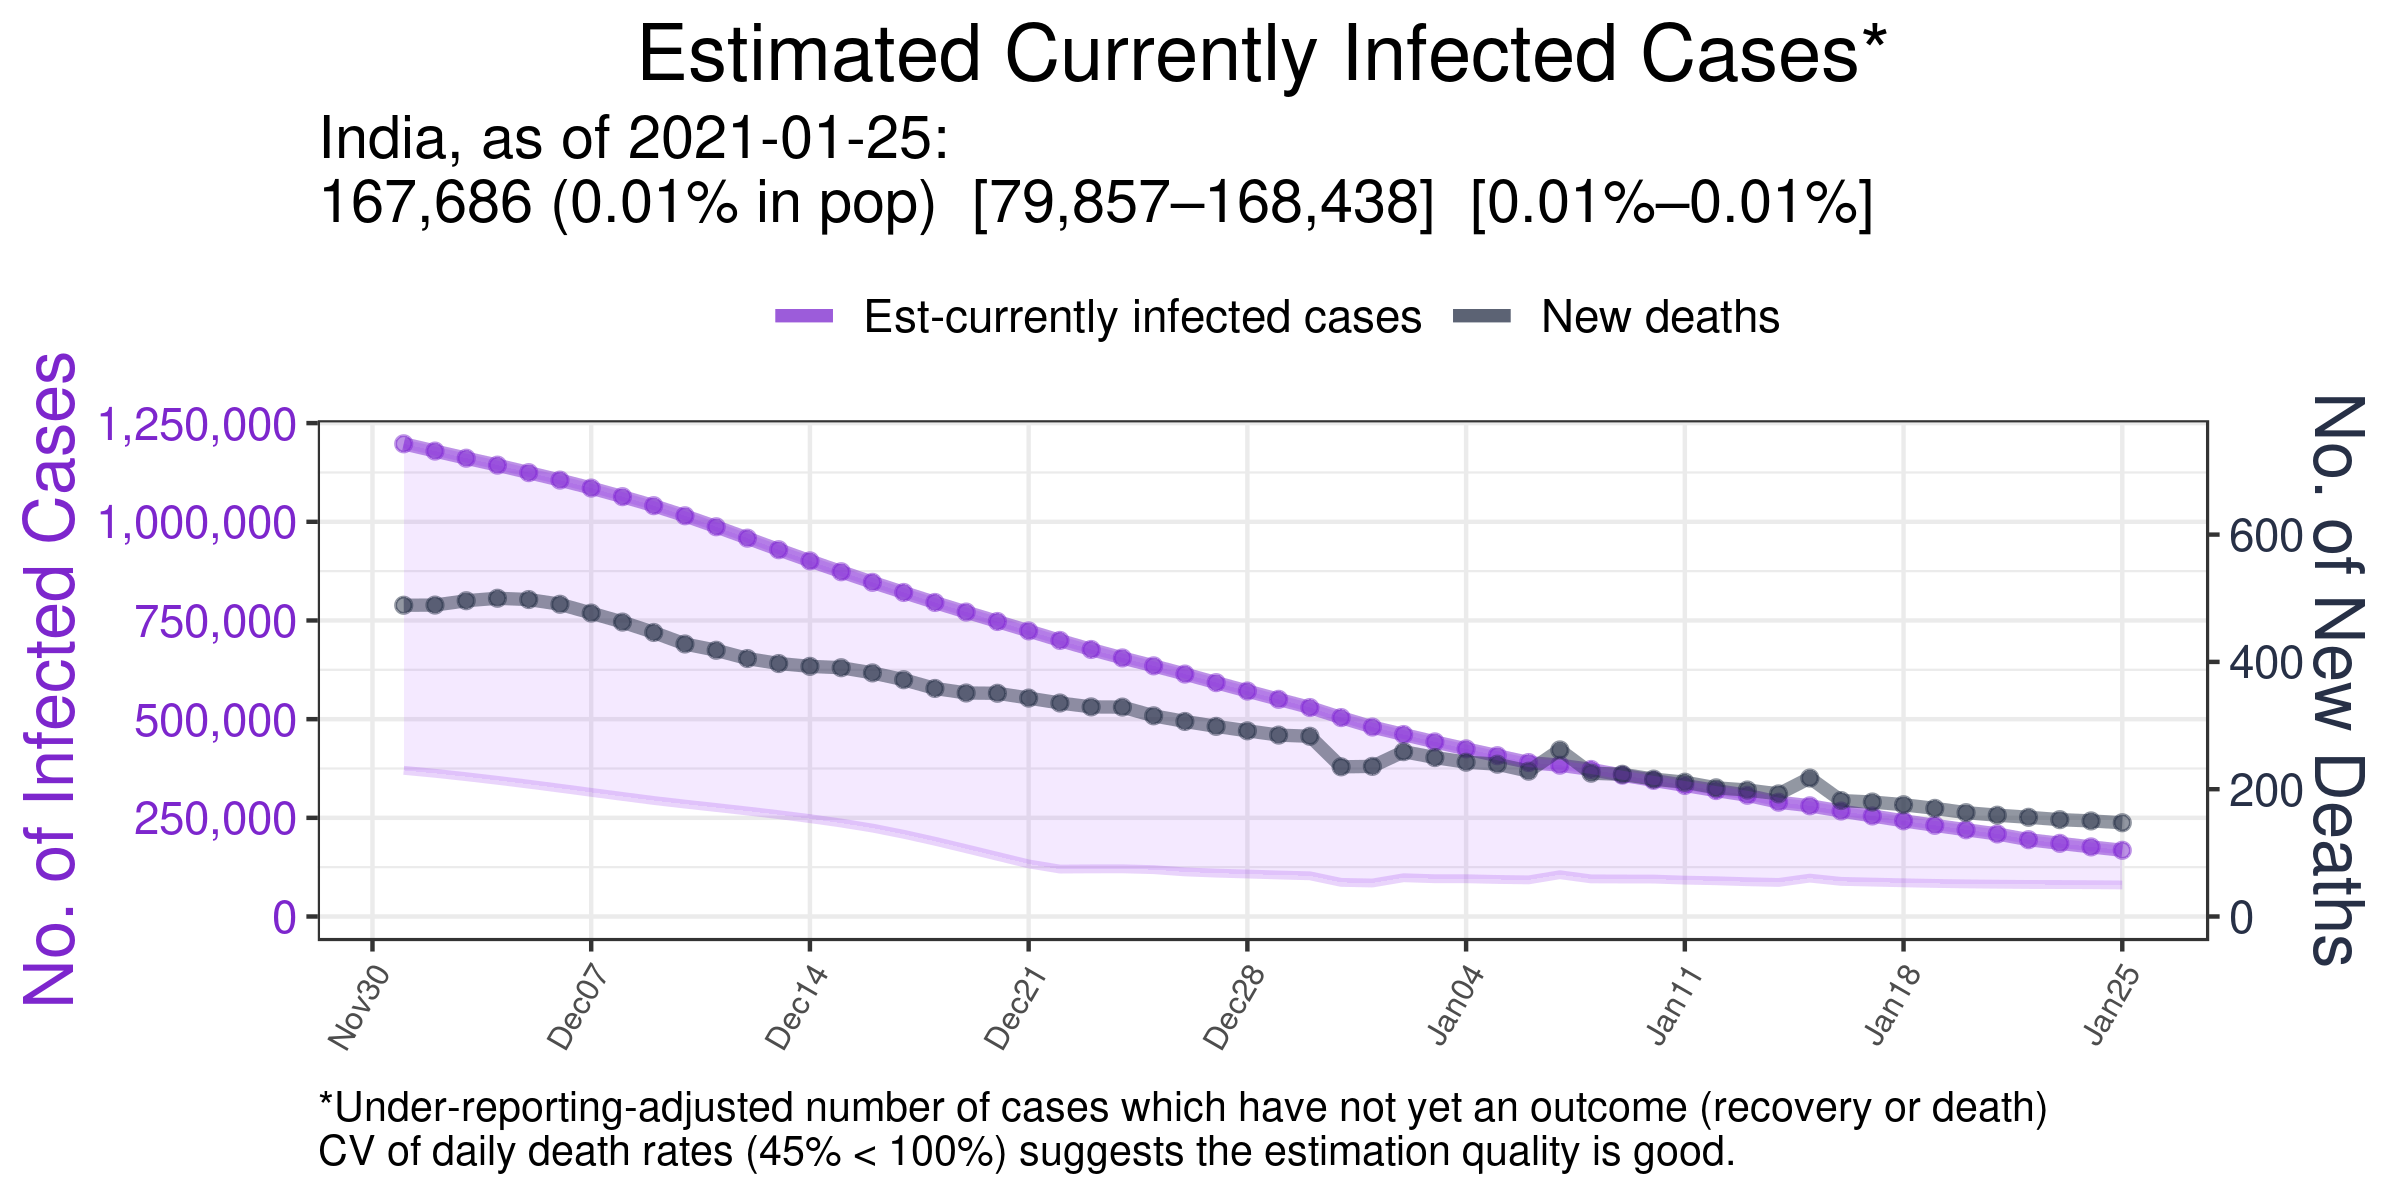 Estimated Currently Infected Cases*
India, as of 2021-01-25:
167,686 (0.01% in pop)  [79,857–168,438]  [0.01%–0.01%]
Est-currently infected cases
New deaths
No. of Infected Cases
1,250,000
1,000,000
750,000
500,000
250,000
0
No. of New Deaths
600
400
200
0
Nov30
Dec07
Dec14
Dec21
Dec28
Jan04
Jan11
Jan18
Jan25
*Under-reporting-adjusted number of cases which have not yet an outcome (recovery or death)
CV of daily death rates (45% < 100%) suggests the estimation quality is good.